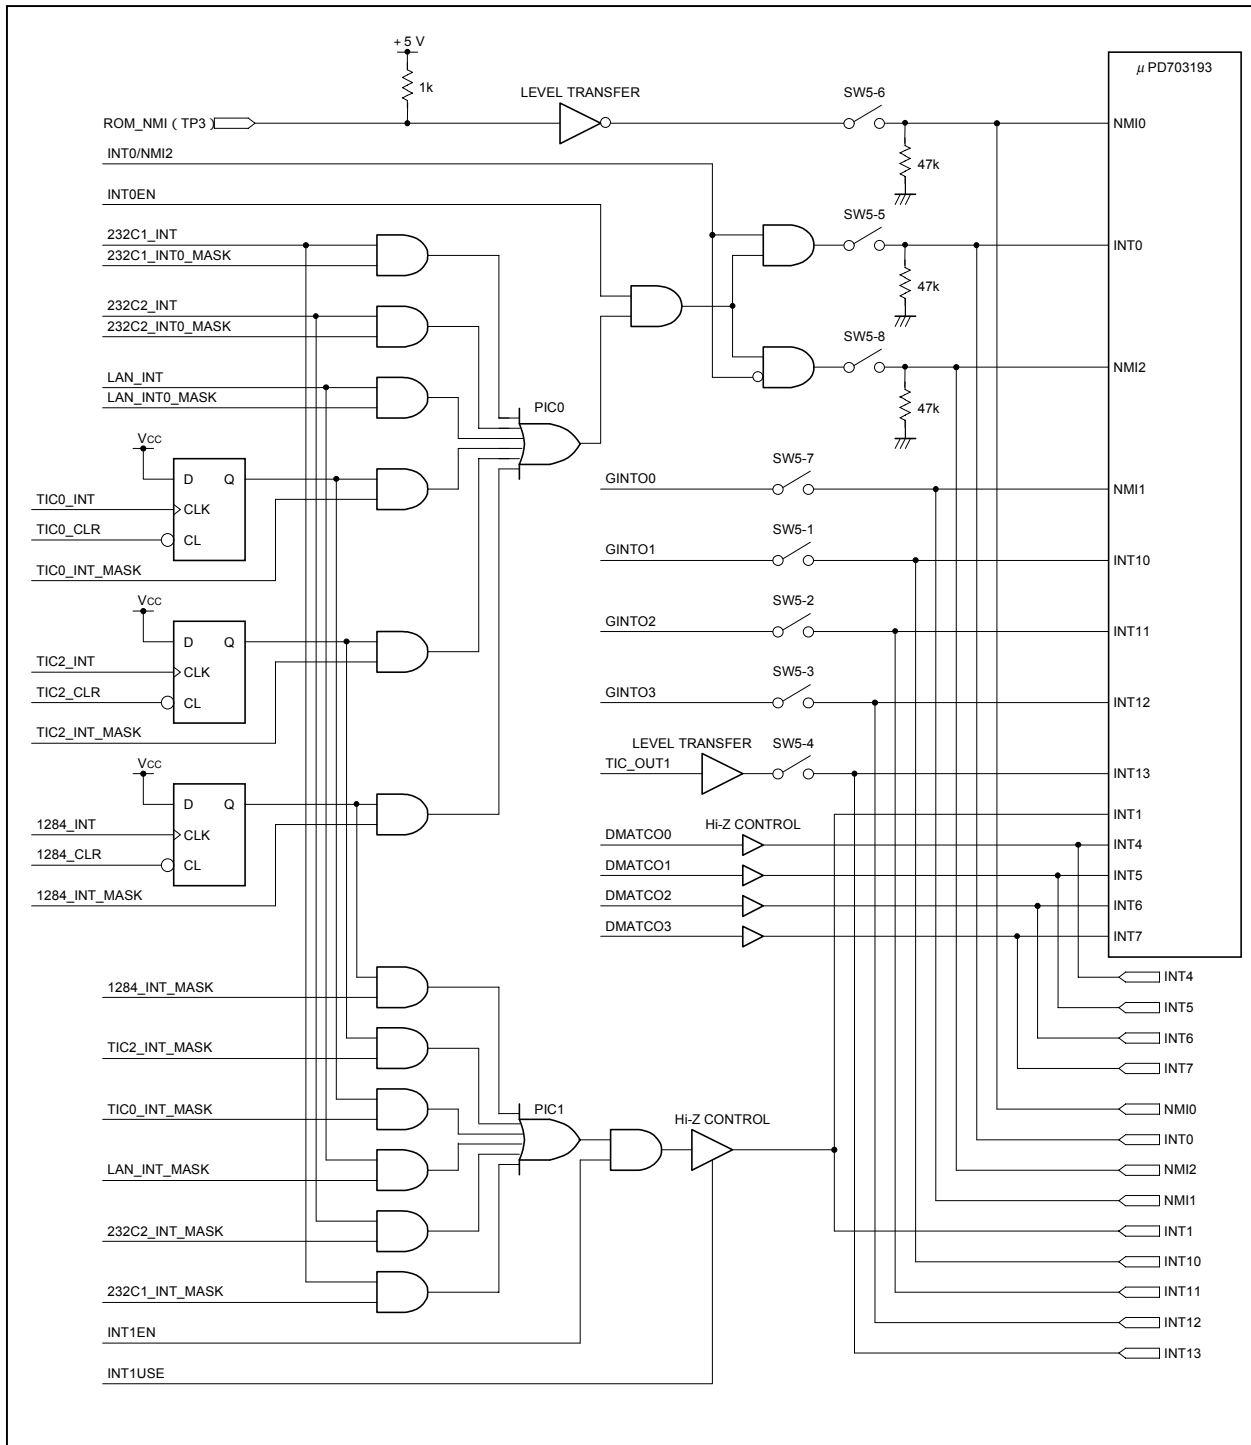 + 5 V
1k
LEVEL TRANSFER
SW5-6
μ PD703193
ROM_NMI ( TP3 )
NMI0
47k
INT0/NMI2
INT0EN
SW5-5
232C1_INT
232C1_INT0_MASK
INT0
47k
232C2_INT
232C2_INT0_MASK
SW5-8
LAN_INT
LAN_INT0_MASK
NMI2
PIC0
47k
VCC
D
Q
TIC0_INT
CLK
TIC0_CLR
CL
TIC0_INT_MASK
SW5-7
GINTO0
NMI1
SW5-1
GINTO1
INT10
VCC
D
Q
TIC2_INT
CLK
TIC2_CLR
CL
TIC2_INT_MASK
SW5-2
GINTO2
INT11
SW5-3
GINTO3
INT12
LEVEL TRANSFER
SW5-4
TIC_OUT1
INT13
VCC
D
Q
1284_INT
CLK
1284_CLR
CL
1284_INT_MASK
INT1
Hi-Z CONTROL
DMATCO0
INT4
DMATCO1
INT5
DMATCO2
INT6
DMATCO3
INT7
1284_INT_MASK
TIC2_INT_MASK
TIC0_INT_MASK
LAN_INT_MASK
232C2_INT_MASK
232C1_INT_MASK
PIC1
Hi-Z CONTROL
INT1EN
INT1USE
INT4
INT5
INT6
INT7
NMI0
INT0
NMI2
NMI1
INT1
INT10
INT11
INT12
INT13